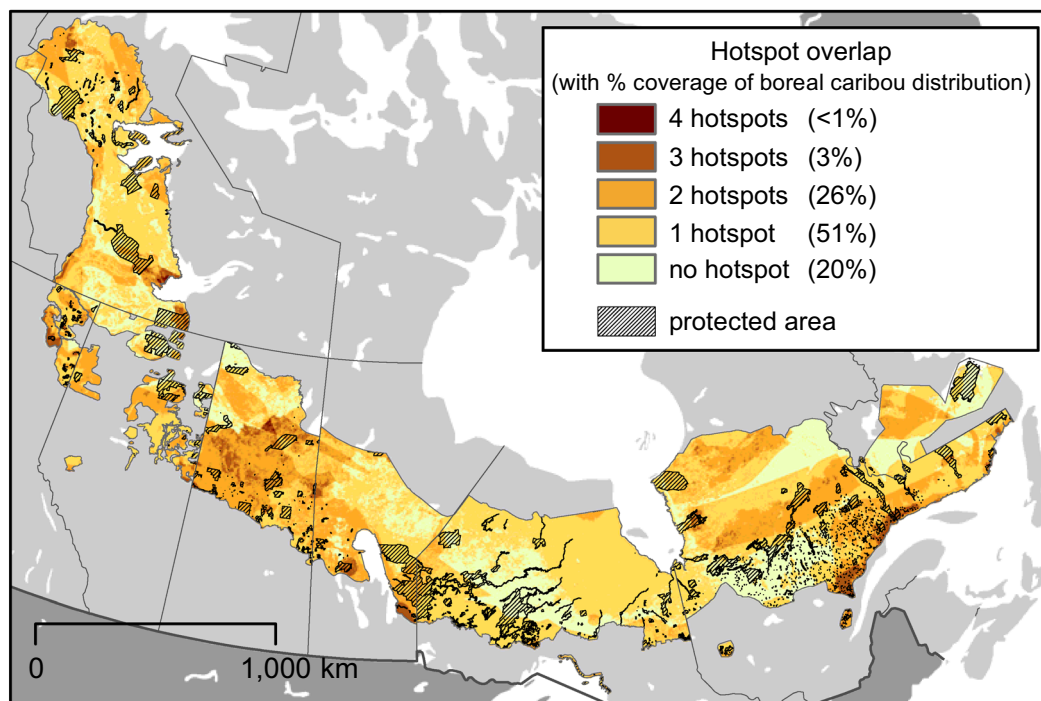 Hotspot overlap
(with % coverage of boreal caribou distribution)
4 hotspots (<1%)
3 hotspots (3%)
2 hotspots (26%)
1 hotspot (51%)
no hotspot (20%)
protected area
0 1,000 km